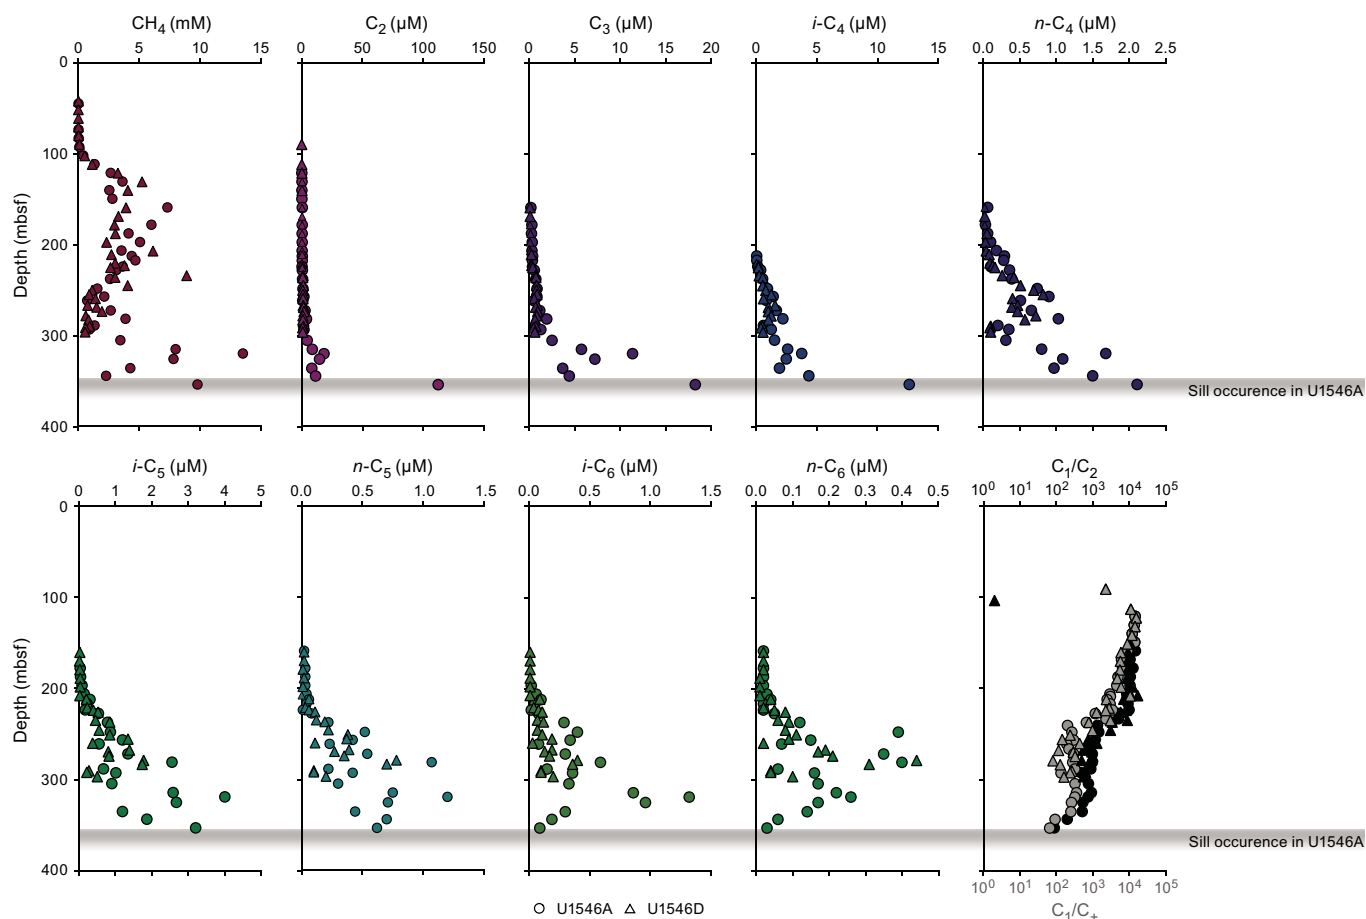 CH4 (mM) C2 (µM) C3 (µM) i-C4 (µM) n-C4 (µM)
0 5 10 15 0 50 100 150 0 5 10 15 20 0 5 10 15 0.0 0.5 1.0 1.5 2.0 2.5
0
100
200
300
400
Depth (mbsf)
Sill occurence in U1546A
i-C5 (µM) n-C5 (µM) i-C6 (µM) n-C6 (µM) C1/C2
0 1 2 3 4 5 0.0 0.5 1.0 1.5 0.0 0.5 1.0 1.5 0.0 0.1 0.2 0.3 0.4 0.5 10^0 10^1 10^2 10^3 10^4 10^5
0
100
200
300
400
Depth (mbsf)
Sill occurence in U1546A
10^0 10^1 10^2 10^3 10^4 10^5
C1/C+
U1546A U1546D